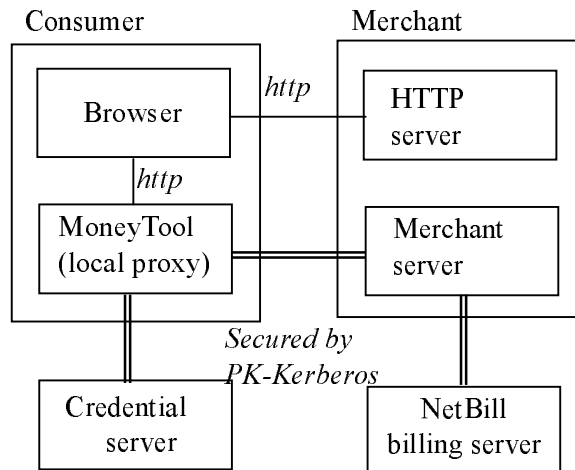 Consumer
Merchant
Browser
http
HTTP
server
http
MoneyTool
(local proxy)
Merchant
server
Secured by
PK-Kerberos
Credential
server
NetBill
billing server